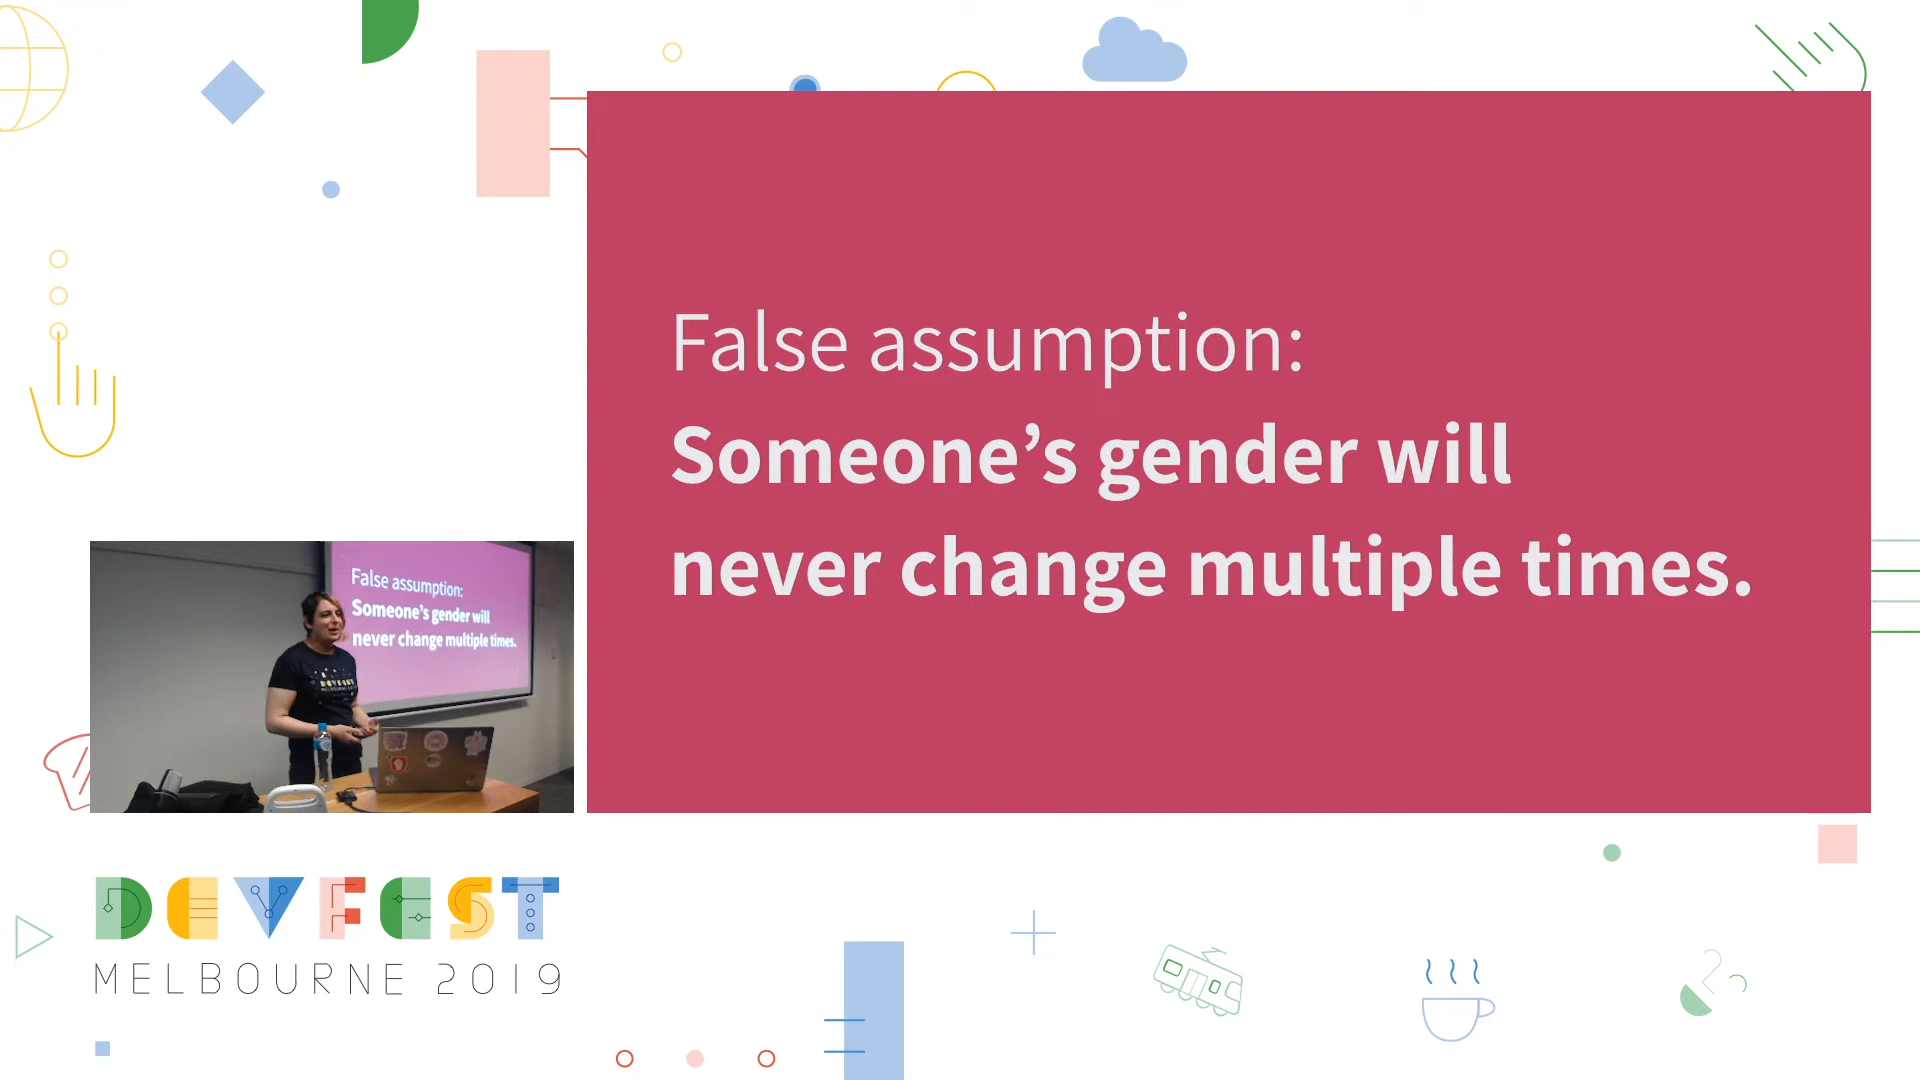 False assumption:
Someone’s gender will
never change multiple times.
False assumption:
Someone’s gender will
never change multiple times.
DEVFEST
DEVFEST
MELBOURNE 2019